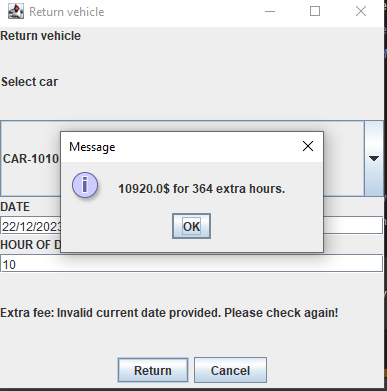 Return vehicle
Return vehicle
Select car
CAR-1010
Message
10920.0$ for 364 extra hours.
OK
DATE
22/12/2023
HOUR OF D
10
Extra fee: Invalid current date provided. Please check again!
Return
Cancel